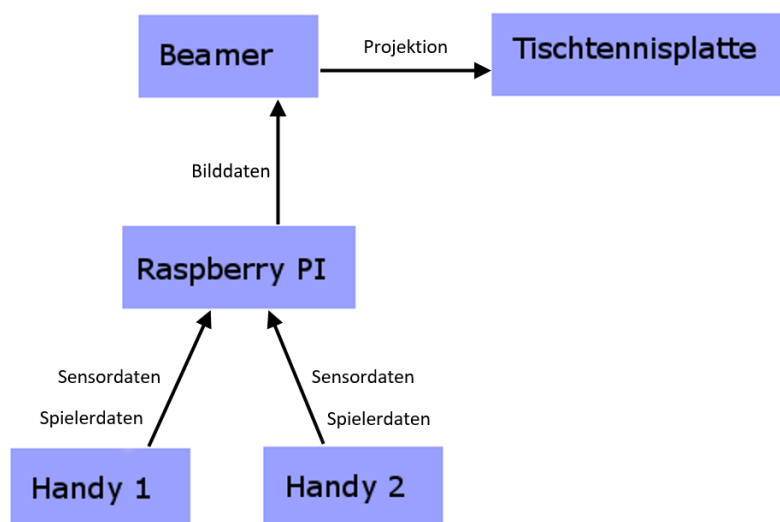 Beamer
Projektion
Tischtennisplatte
Bilddaten
Raspberry PI
Sensordaten
Spielerdaten
Sensordaten
Spielerdaten
Handy 1
Handy 2